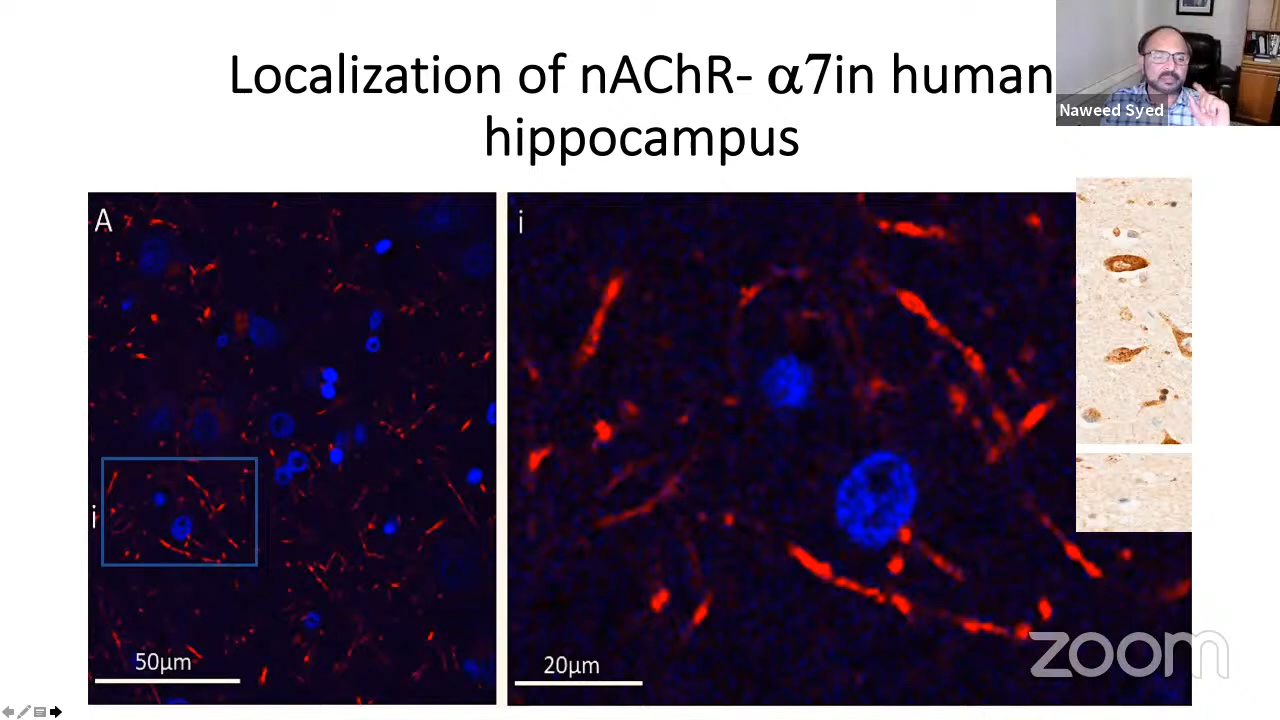 Localization of nAChR- α7in human
hippocampus
Naweed Syed
A
i
i
50µm
20µm
zoom